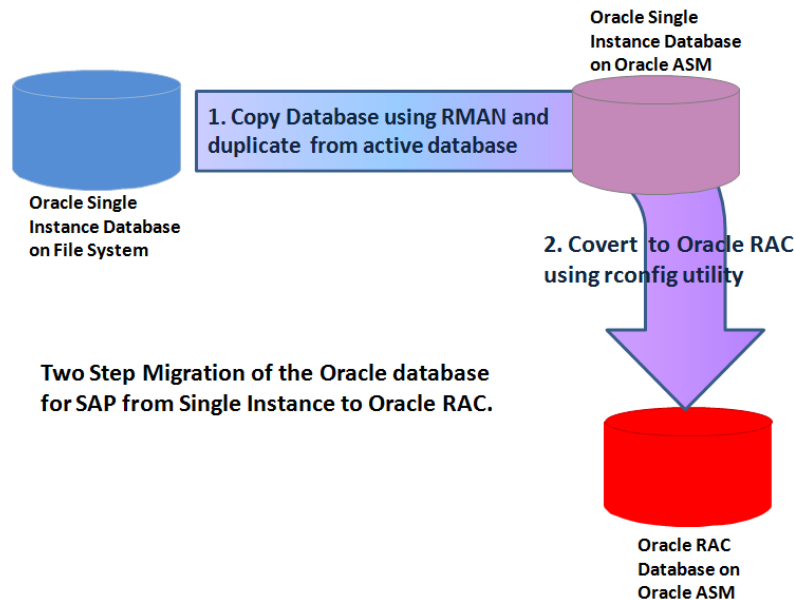 Oracle Single
Instance Database
on Oracle ASM
1. Copy Database using RMAN and
duplicate from active database
Oracle Single
Instance Database
on File System
2. Covert to Oracle RAC
using rconfig utility
Two Step Migration of the Oracle database
for SAP from Single Instance to Oracle RAC.
Oracle RAC
Database on
Oracle ASM